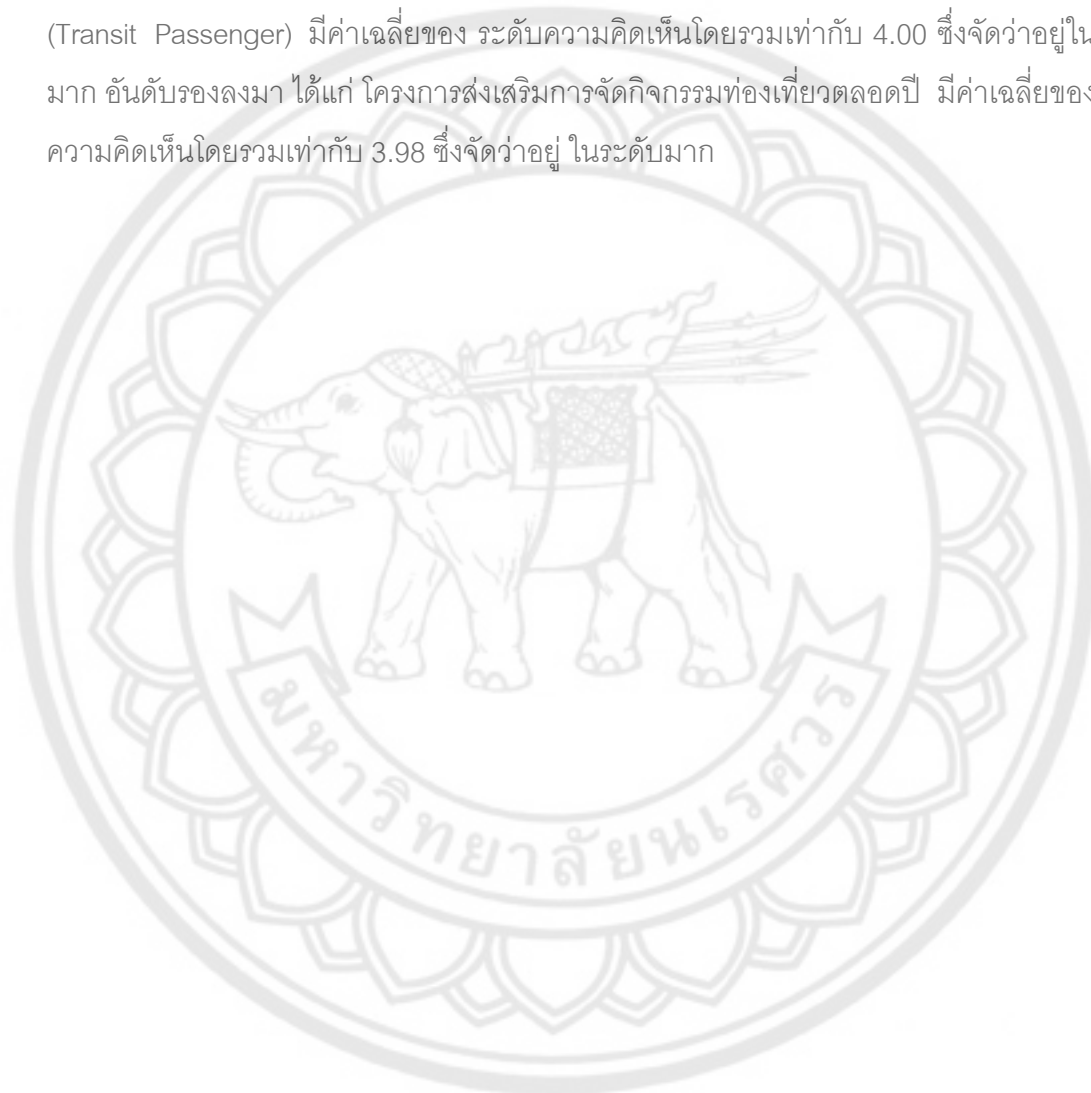 (Transit Passenger) มีค่าเฉลี่ยของ ระดับความคิดเห็นโดยรวมเท่ากับ 4.00 ซึ่งจัดว่าอยู่ใน
มาก อันดับรองลงมา ได้แก่ โครงการส่งเสริมการจัดกิจกรรมท่องเที่ยวตลอดปี มีค่าเฉลี่ยของ
ความคิดเห็นโดยรวมเท่ากับ 3.98 ซึ่งจัดว่าอยู่ ในระดับมาก
มหาวิทยาลัยนเรศวร